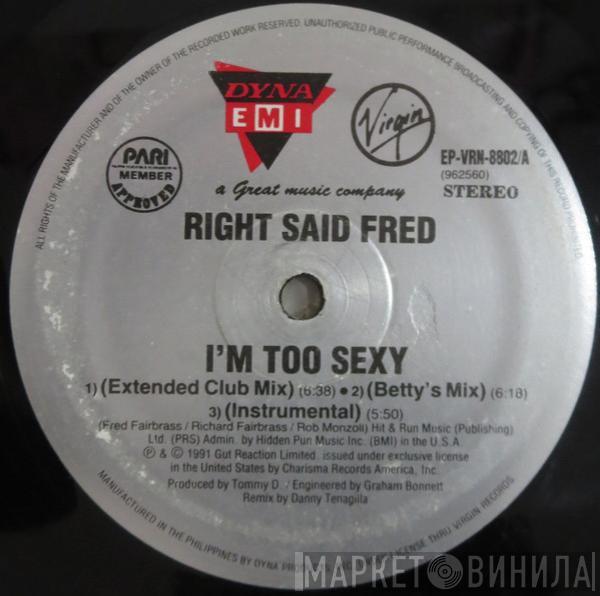 ALL RIGHTS OF THE MANUFACTURER AND OF THE OWNER OF THE RECORDED WORK RESERVED. UNAUTHORIZED PUBLIC PERFORMANCE BROADCASTING AND COPYING OF THIS RECORD PROHIBITED.
DYNA
EMI
Virgin
PARI
MEMBER
APPROVED
EP-VRN-8802/A
(962560)
STEREO
a Great music company
RIGHT SAID FRED
I'M TOO SEXY
1) (Extended Club Mix) (6:38) ● 2) (Betty's Mix) (6:18)
3) (Instrumental) (5:50)
(Fred Fairbrass / Richard Fairbrass / Rob Monzoli) Hit & Run Music (Publishing)
Ltd. (PRS) Admin. by Hidden Pun Music Inc. (BMI) in the U.S.A
℗ & © 1991 Gut Reaction Limited. issued under exclusive license
in the United States by Charisma Records America, Inc.
Produced by Tommy D. / Engineered by Graham Bonnett
Remix by Danny Tenagilla
MANUFACTURED IN THE PHILIPPINES BY DYNA PRODUCTS LICENSE THRU VIRGIN RECORDS
МАРКЕТ ВИНИЛА